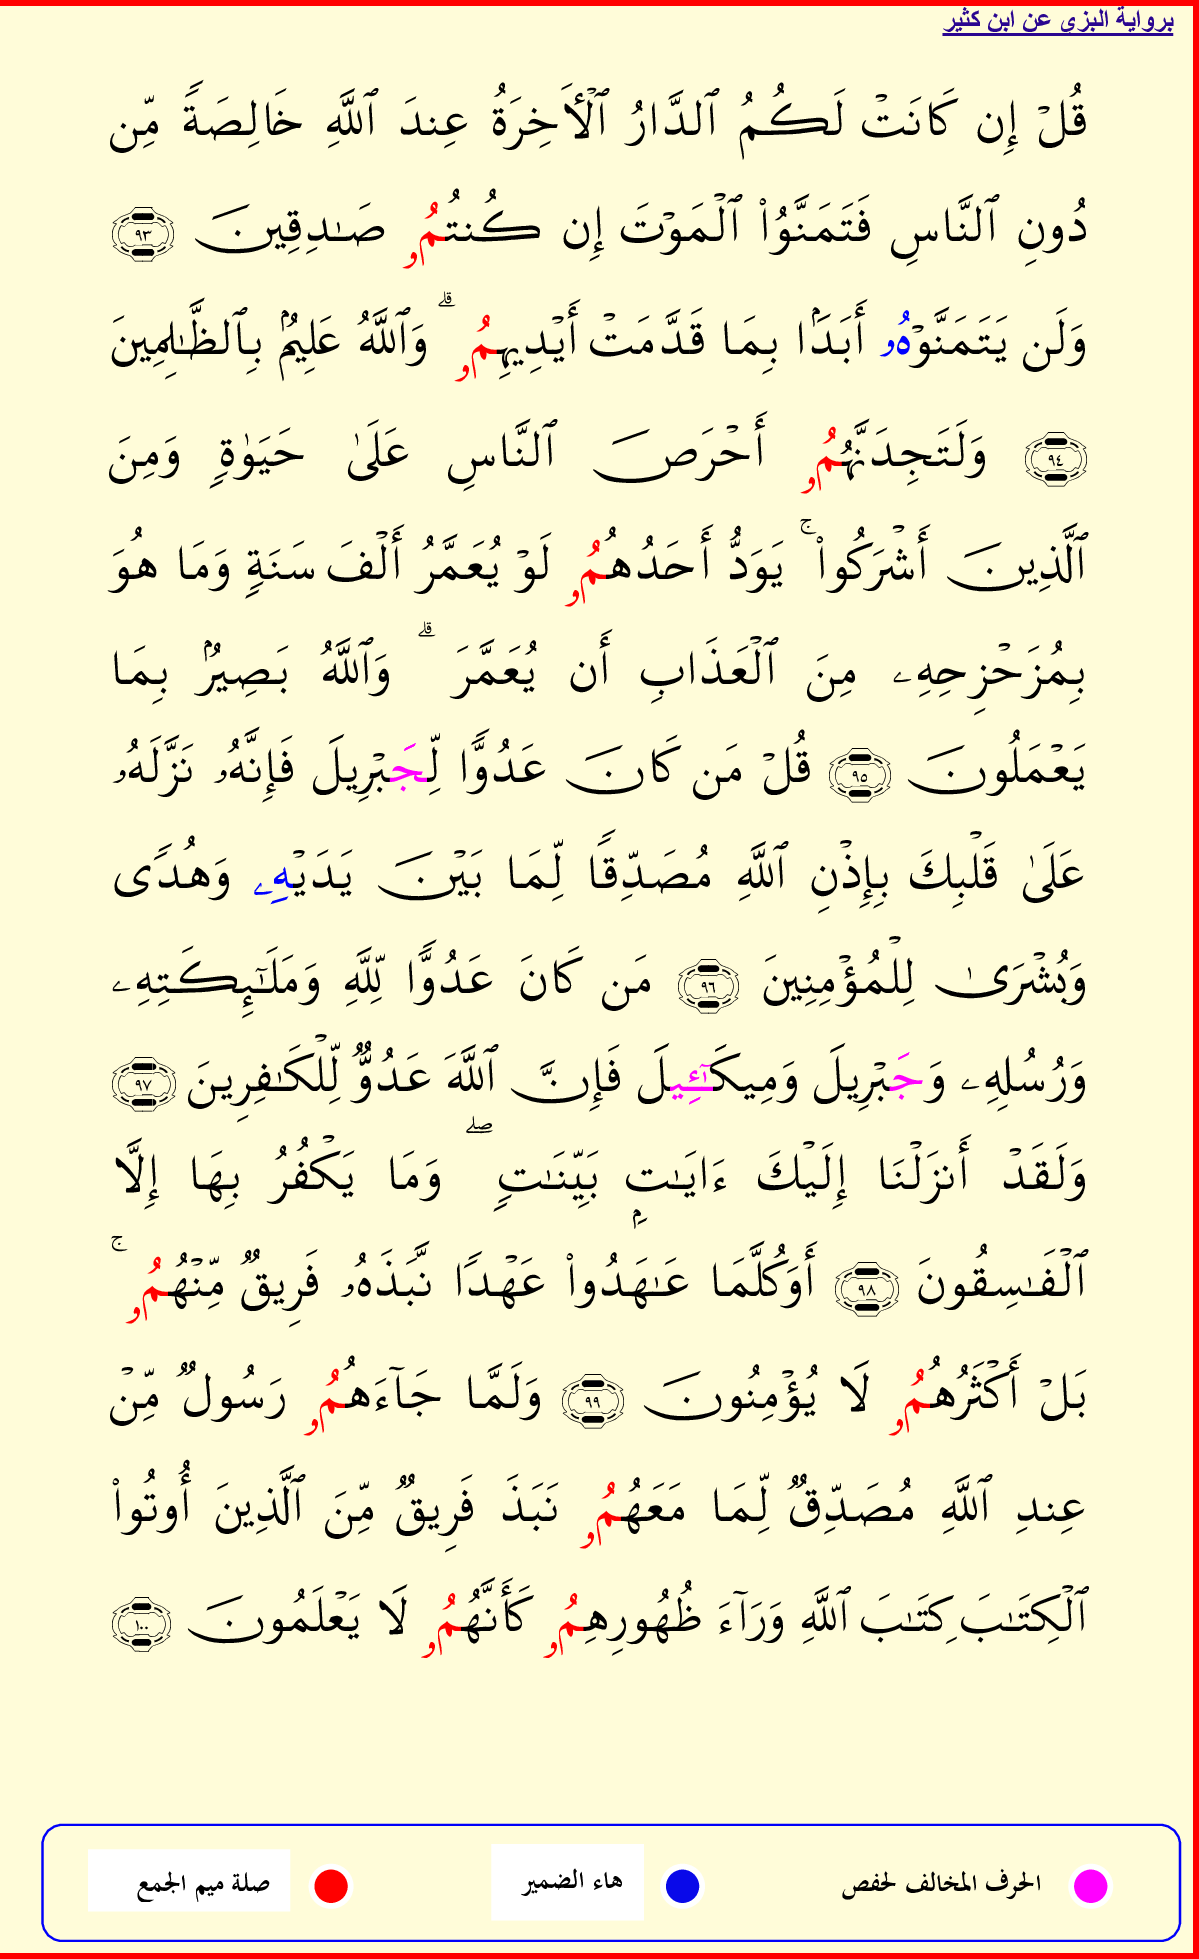 برواية البزي عن ابن كثير
قُلۡ إِن كَانَتۡ لَكُمُ ٱلدَّارُ ٱلۡأَخِرَةُ عِندَ ٱللَّهِ خَالِصَةً مِّن
دُونِ ٱلنَّاسِ فَتَمَنَّوُاْ ٱلۡمَوۡتَ إِن كُنتُمُۥ صَٰدِقِينَ ٩٣
وَلَن يَتَمَنَّوۡهُۥ أَبَدَۢا بِمَا قَدَّمَتۡ أَيۡدِيهِمُۥ ۗ وَٱللَّهُ عَلِيمُۢ بِٱلظَّٰلِمِينَ
٩٤ وَلَتَجِدَنَّهُمُۥ أَحۡرَصَ ٱلنَّاسِ عَلَىٰ حَيَوٰةٍ وَمِنَ
ٱلَّذِينَ أَشۡرَكُواْ ۚ يَوَدُّ أَحَدُهُمُۥ لَوۡ يُعَمَّرُ أَلۡفَ سَنَةٍ وَمَا هُوَ
بِمُزَحۡزِحِهِۦ مِنَ ٱلۡعَذَابِ أَن يُعَمَّرَ ۗ وَٱللَّهُ بَصِيرُۢ بِمَا
يَعۡمَلُونَ ٩٥ قُلۡ مَن كَانَ عَدُوًّا لِّجَبۡرِيلَ فَإِنَّهُۥ نَزَّلَهُۥ
عَلَىٰ قَلۡبِكَ بِإِذۡنِ ٱللَّهِ مُصَدِّقًا لِّمَا بَيۡنَ يَدَيۡهِۦ وَهُدًى
وَبُشۡرَىٰ لِلۡمُؤۡمِنِينَ ٩٦ مَن كَانَ عَدُوًّا لِّلَّهِ وَمَلَٰٓئِكَتِهِۦ
وَرُسُلِهِۦ وَجَبۡرِيلَ وَمِيكَٰٓئِيلَ فَإِنَّ ٱللَّهَ عَدُوٌّ لِّلۡكَٰفِرِينَ ٩٧
وَلَقَدۡ أَنزَلۡنَا إِلَيۡكَ ءَايَٰتِۭ بَيِّنَٰتٍ ۖ وَمَا يَكۡفُرُ بِهَا إِلَّا
ٱلۡفَٰسِقُونَ ٩٨ أَوَكُلَّمَا عَٰهَدُواْ عَهۡدًا نَّبَذَهُۥ فَرِيقٌ مِّنۡهُمُۥ ۚ
بَلۡ أَكۡثَرُهُمُۥ لَا يُؤۡمِنُونَ ٩٩ وَلَمَّا جَآءَهُمُۥ رَسُولٌ مِّنۡ
عِندِ ٱللَّهِ مُصَدِّقٌ لِّمَا مَعَهُمُۥ نَبَذَ فَرِيقٌ مِّنَ ٱلَّذِينَ أُوتُواْ
ٱلۡكِتَٰبَ كِتَٰبَ ٱللَّهِ وَرَآءَ ظُهُورِهِمُۥ كَأَنَّهُمُۥ لَا يَعۡلَمُونَ ١٠٠
الحرف المخالف لحفص هاء الضمير صلة ميم الجمع